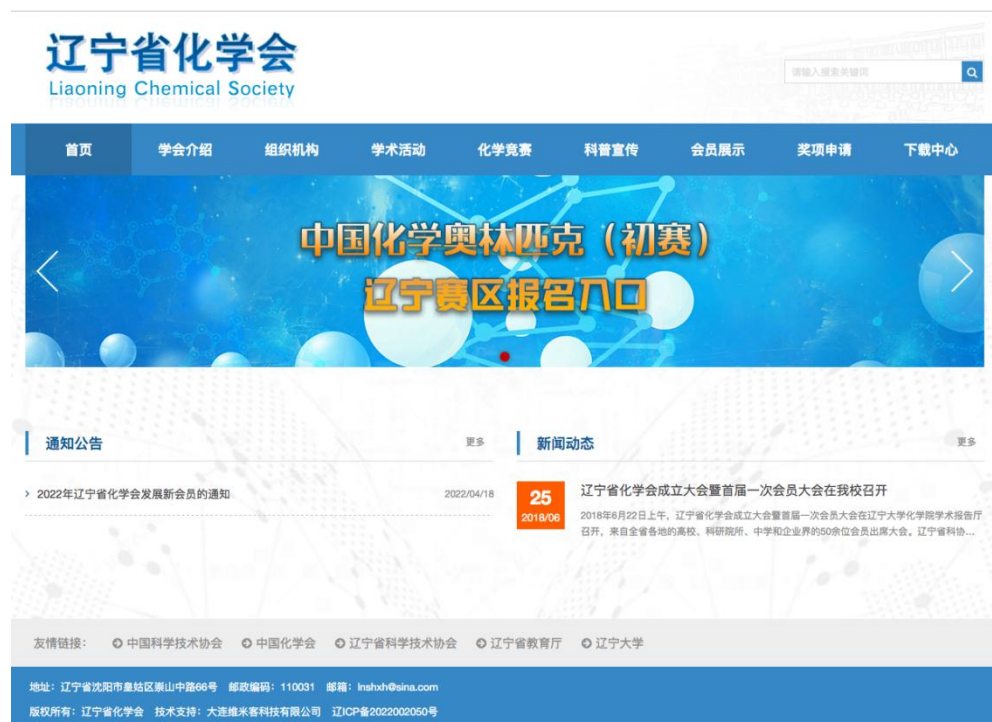 辽宁省化学会
Liaoning Chemical Society
请输入搜索关键词
首页 学会介绍 组织机构 学术活动 化学竞赛 科普宣传 会员展示 奖项申请 下载中心
中国化学奥林匹克（初赛）
辽宁赛区报名入口
通知公告 更多
2022年辽宁省化学会发展新会员的通知 2022/04/18
新闻动态 更多
25
2018/06
辽宁省化学会成立大会暨首届一次会员大会在我校召开
2018年6月22日上午，辽宁省化学会成立大会暨首届一次会员大会在辽宁大学化学院学术报告厅
召开，来自全省各地的高校、科研院所、中学和企业界的50余位会员出席大会。辽宁省科协...
友情链接： 中国科学技术协会 中国化学会 辽宁省科学技术协会 辽宁省教育厅 辽宁大学
地址：辽宁省沈阳市皇姑区崇山中路66号 邮政编码：110031 邮箱：lnshxh@sina.com
版权所有：辽宁省化学会 技术支持：大连维米客科技有限公司 辽ICP备2022002050号